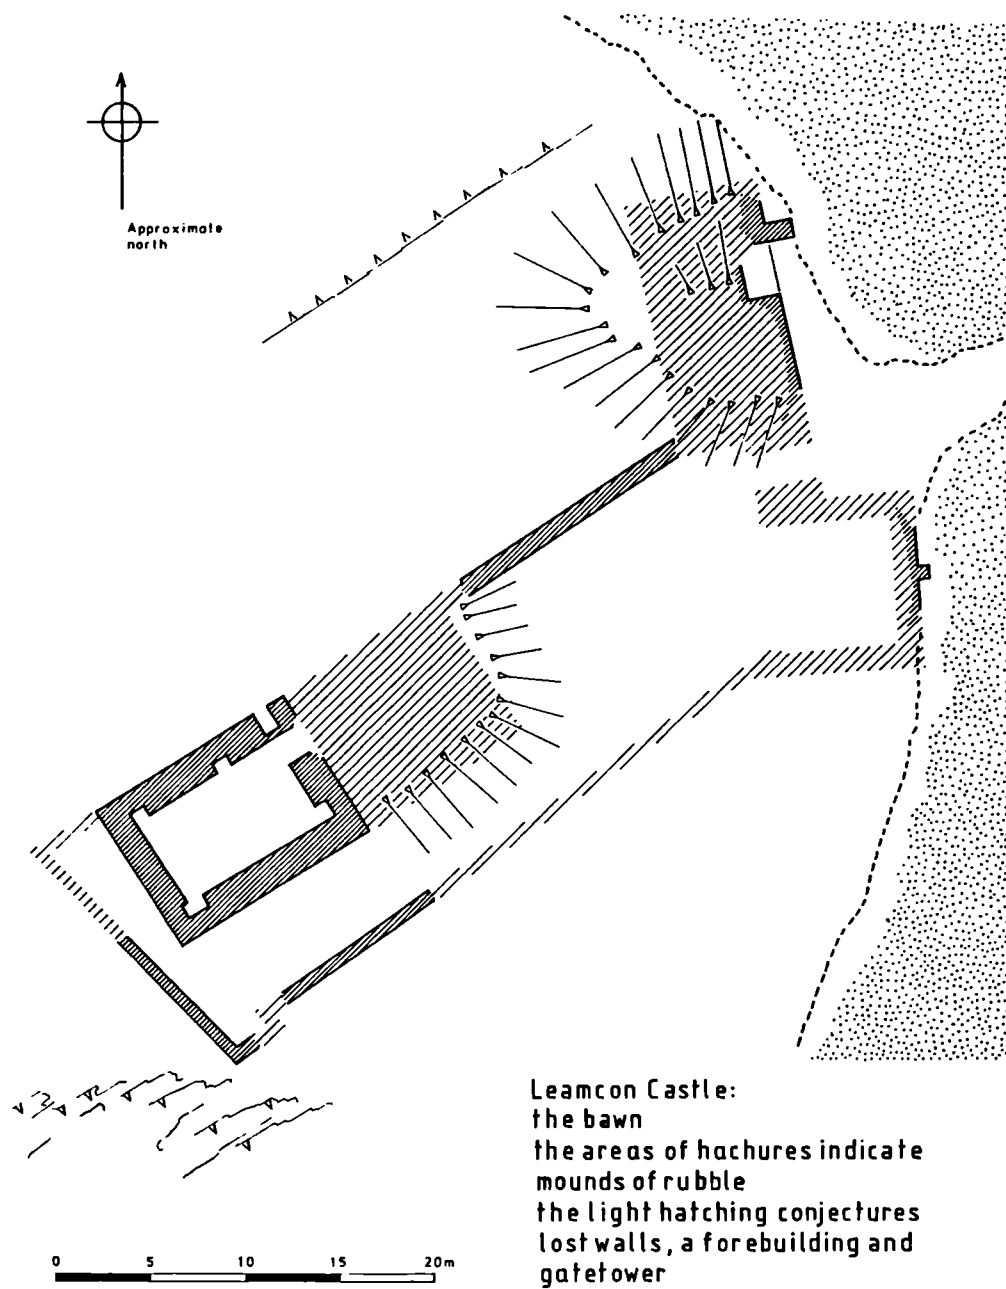 Approximate
north
Leamcon Castle:
the bawn
the areas of hachures indicate
mounds of rubble
the light hatching conjectures
lost walls, a forebuilding and
gatetower
0 5 10 15 20m